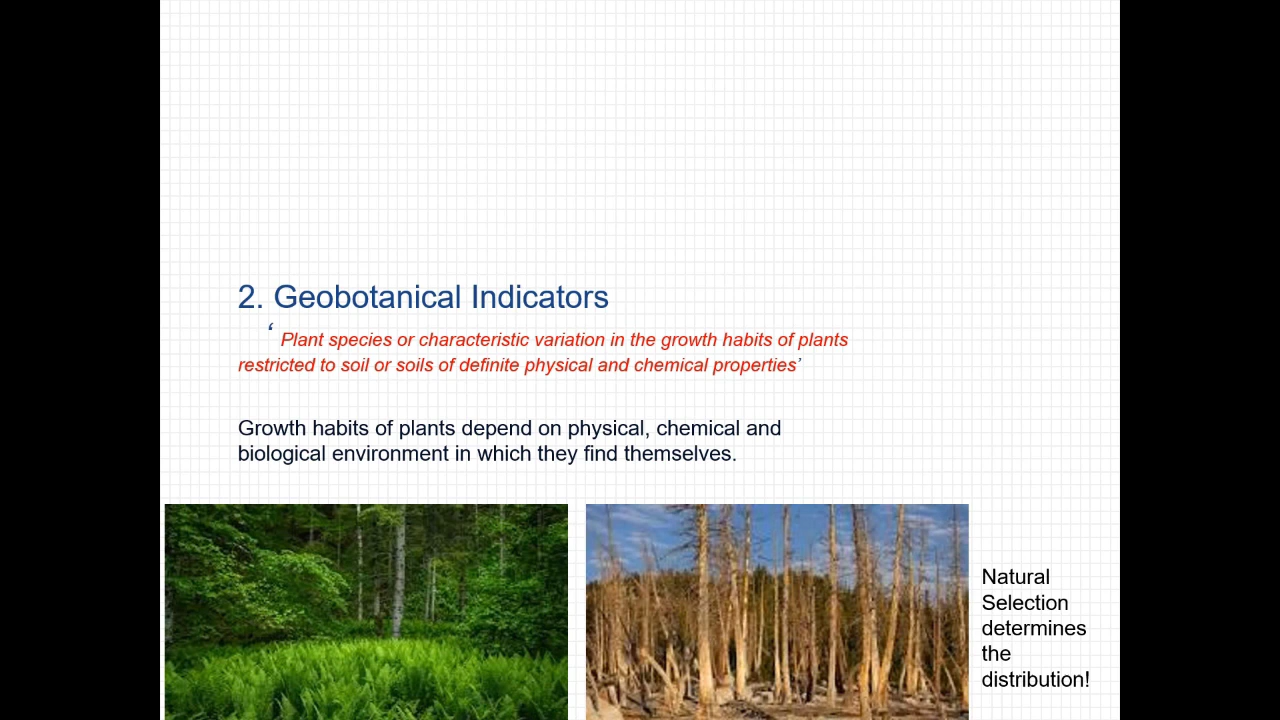 2. Geobotanical Indicators
‘ Plant species or characteristic variation in the growth habits of plants
restricted to soil or soils of definite physical and chemical properties’
Growth habits of plants depend on physical, chemical and
biological environment in which they find themselves.
Natural
Selection
determines
the
distribution!